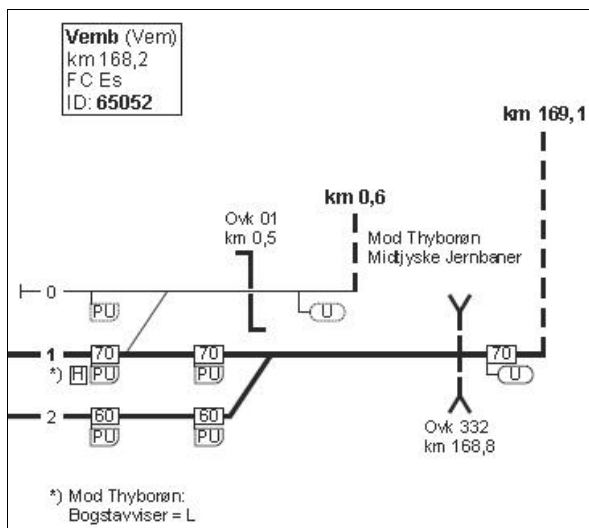 Vemb (Vem)
km 168,2
FC Es
ID: 65052
km 169,1
km 0,6
Ovk 01
km 0,5
Mod Thyborøn
Midtjyske Jernbaner
0
PU
U
1
70
70
70
*) H
PU
PU
U
2
60
60
PU
PU
Ovk 332
km 168,8
*) Mod Thyborøn:
Bogstavviser = L